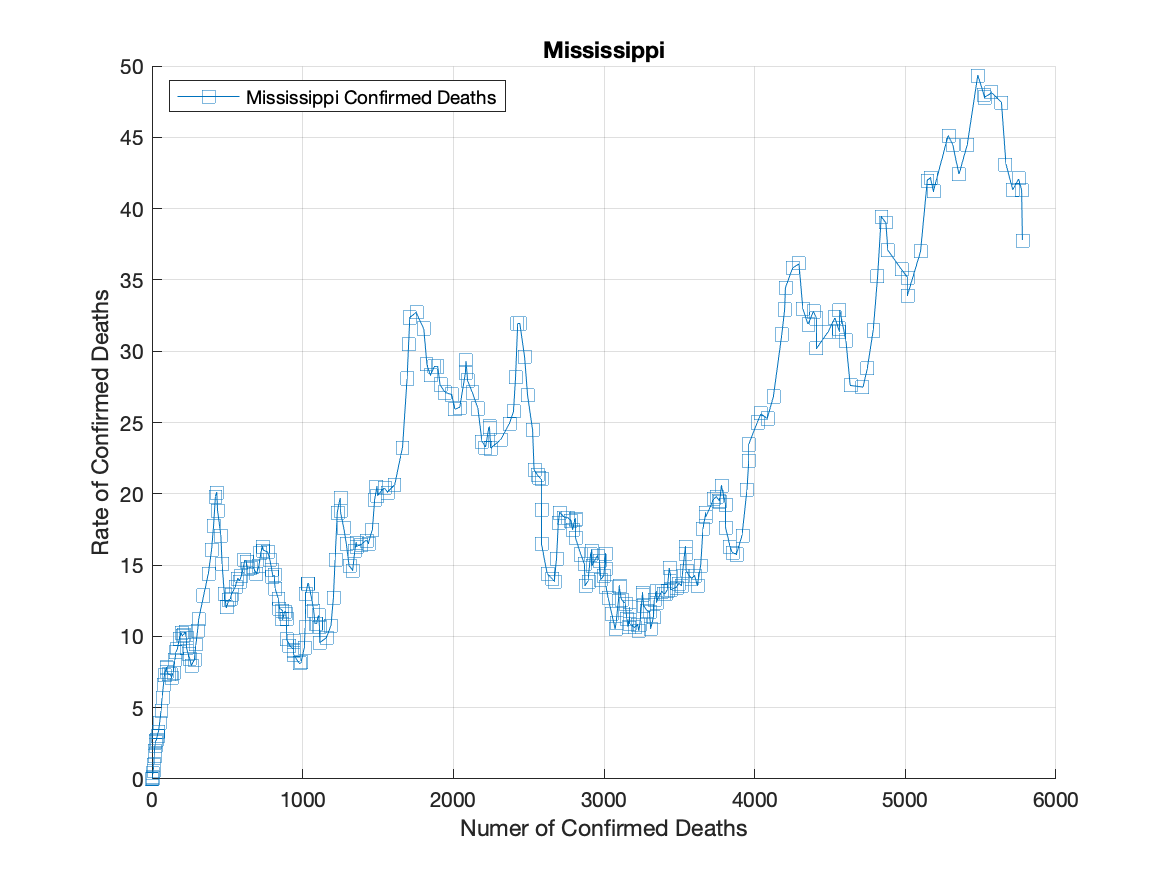 Mississippi
Mississippi Confirmed Deaths
Rate of Confirmed Deaths
50
45
40
35
30
25
20
15
10
5
0
0 1000 2000 3000 4000 5000 6000
Numer of Confirmed Deaths